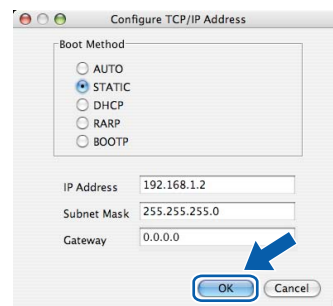 Configure TCP/IP Address
Boot Method
AUTO
STATIC
DHCP
RARP
BOOTP
IP Address 192.168.1.2
Subnet Mask 255.255.255.0
Gateway 0.0.0.0
OK Cancel